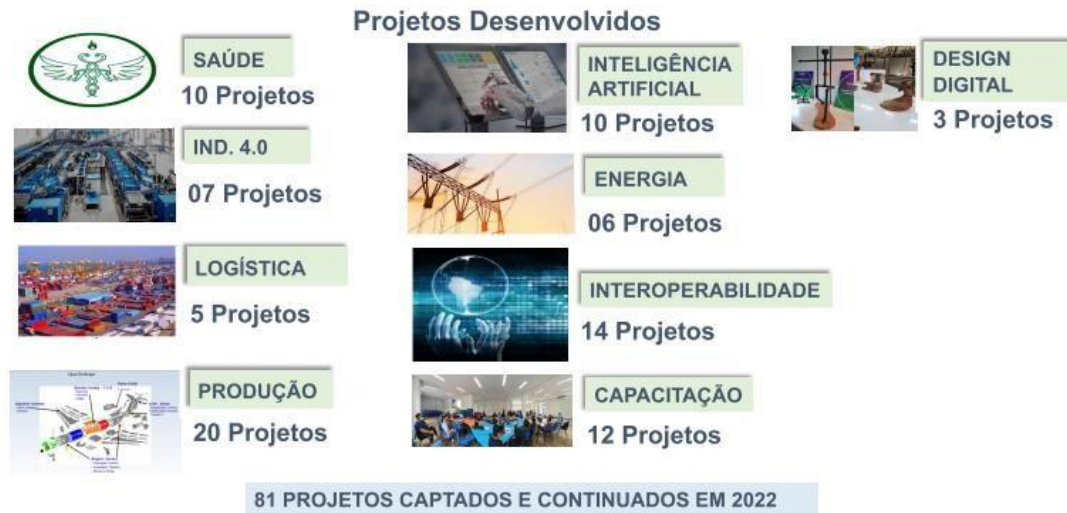 Projetos Desenvolvidos
SAÚDE
10 Projetos
IND. 4.0
07 Projetos
LOGÍSTICA
5 Projetos
PRODUÇÃO
20 Projetos
INTELIGÊNCIA
ARTIFICIAL
10 Projetos
ENERGIA
06 Projetos
INTEROPERABILIDADE
14 Projetos
CAPACITAÇÃO
12 Projetos
DESIGN
DIGITAL
3 Projetos
81 PROJETOS CAPTADOS E CONTINUADOS EM 2022